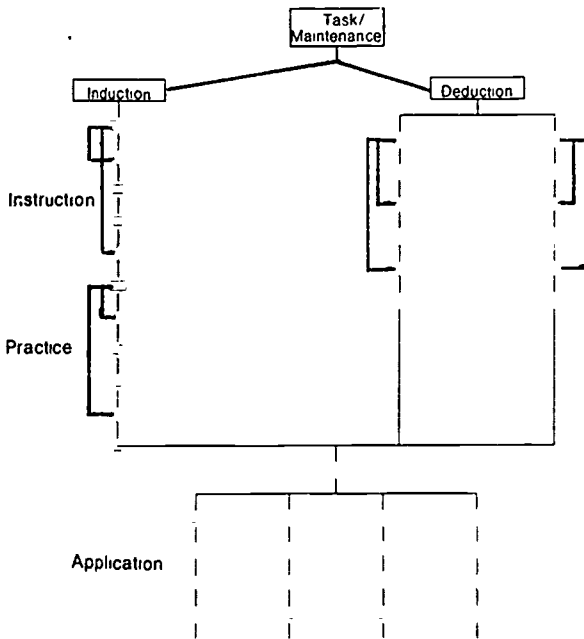 Task/
Maintenance
Induction
Deduction
Instruction
Practice
Application